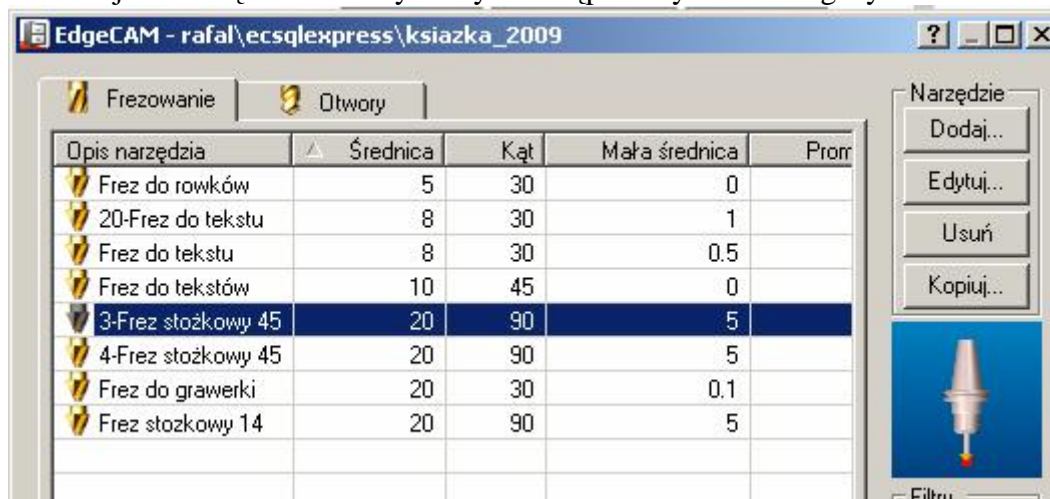 EdgeCAM - rafal\ecsqlexpress\ksiazka_2009
Frezowanie Otwory
Narzędzie
Dodaj...
Edytuj...
Usuń
Kopiuj...
Opis narzędzia Średnica Kąt Mała średnica Prom
Frez do rowków 5 30 0
20-Frez do tekstu 8 30 1
Frez do tekstu 8 30 0.5
Frez do tekstów 10 45 0
3-Frez stożkowy 45 20 90 5
4-Frez stożkowy 45 20 90 5
Frez do grawerki 20 30 0.1
Frez stozkowy 14 20 90 5
Filtry